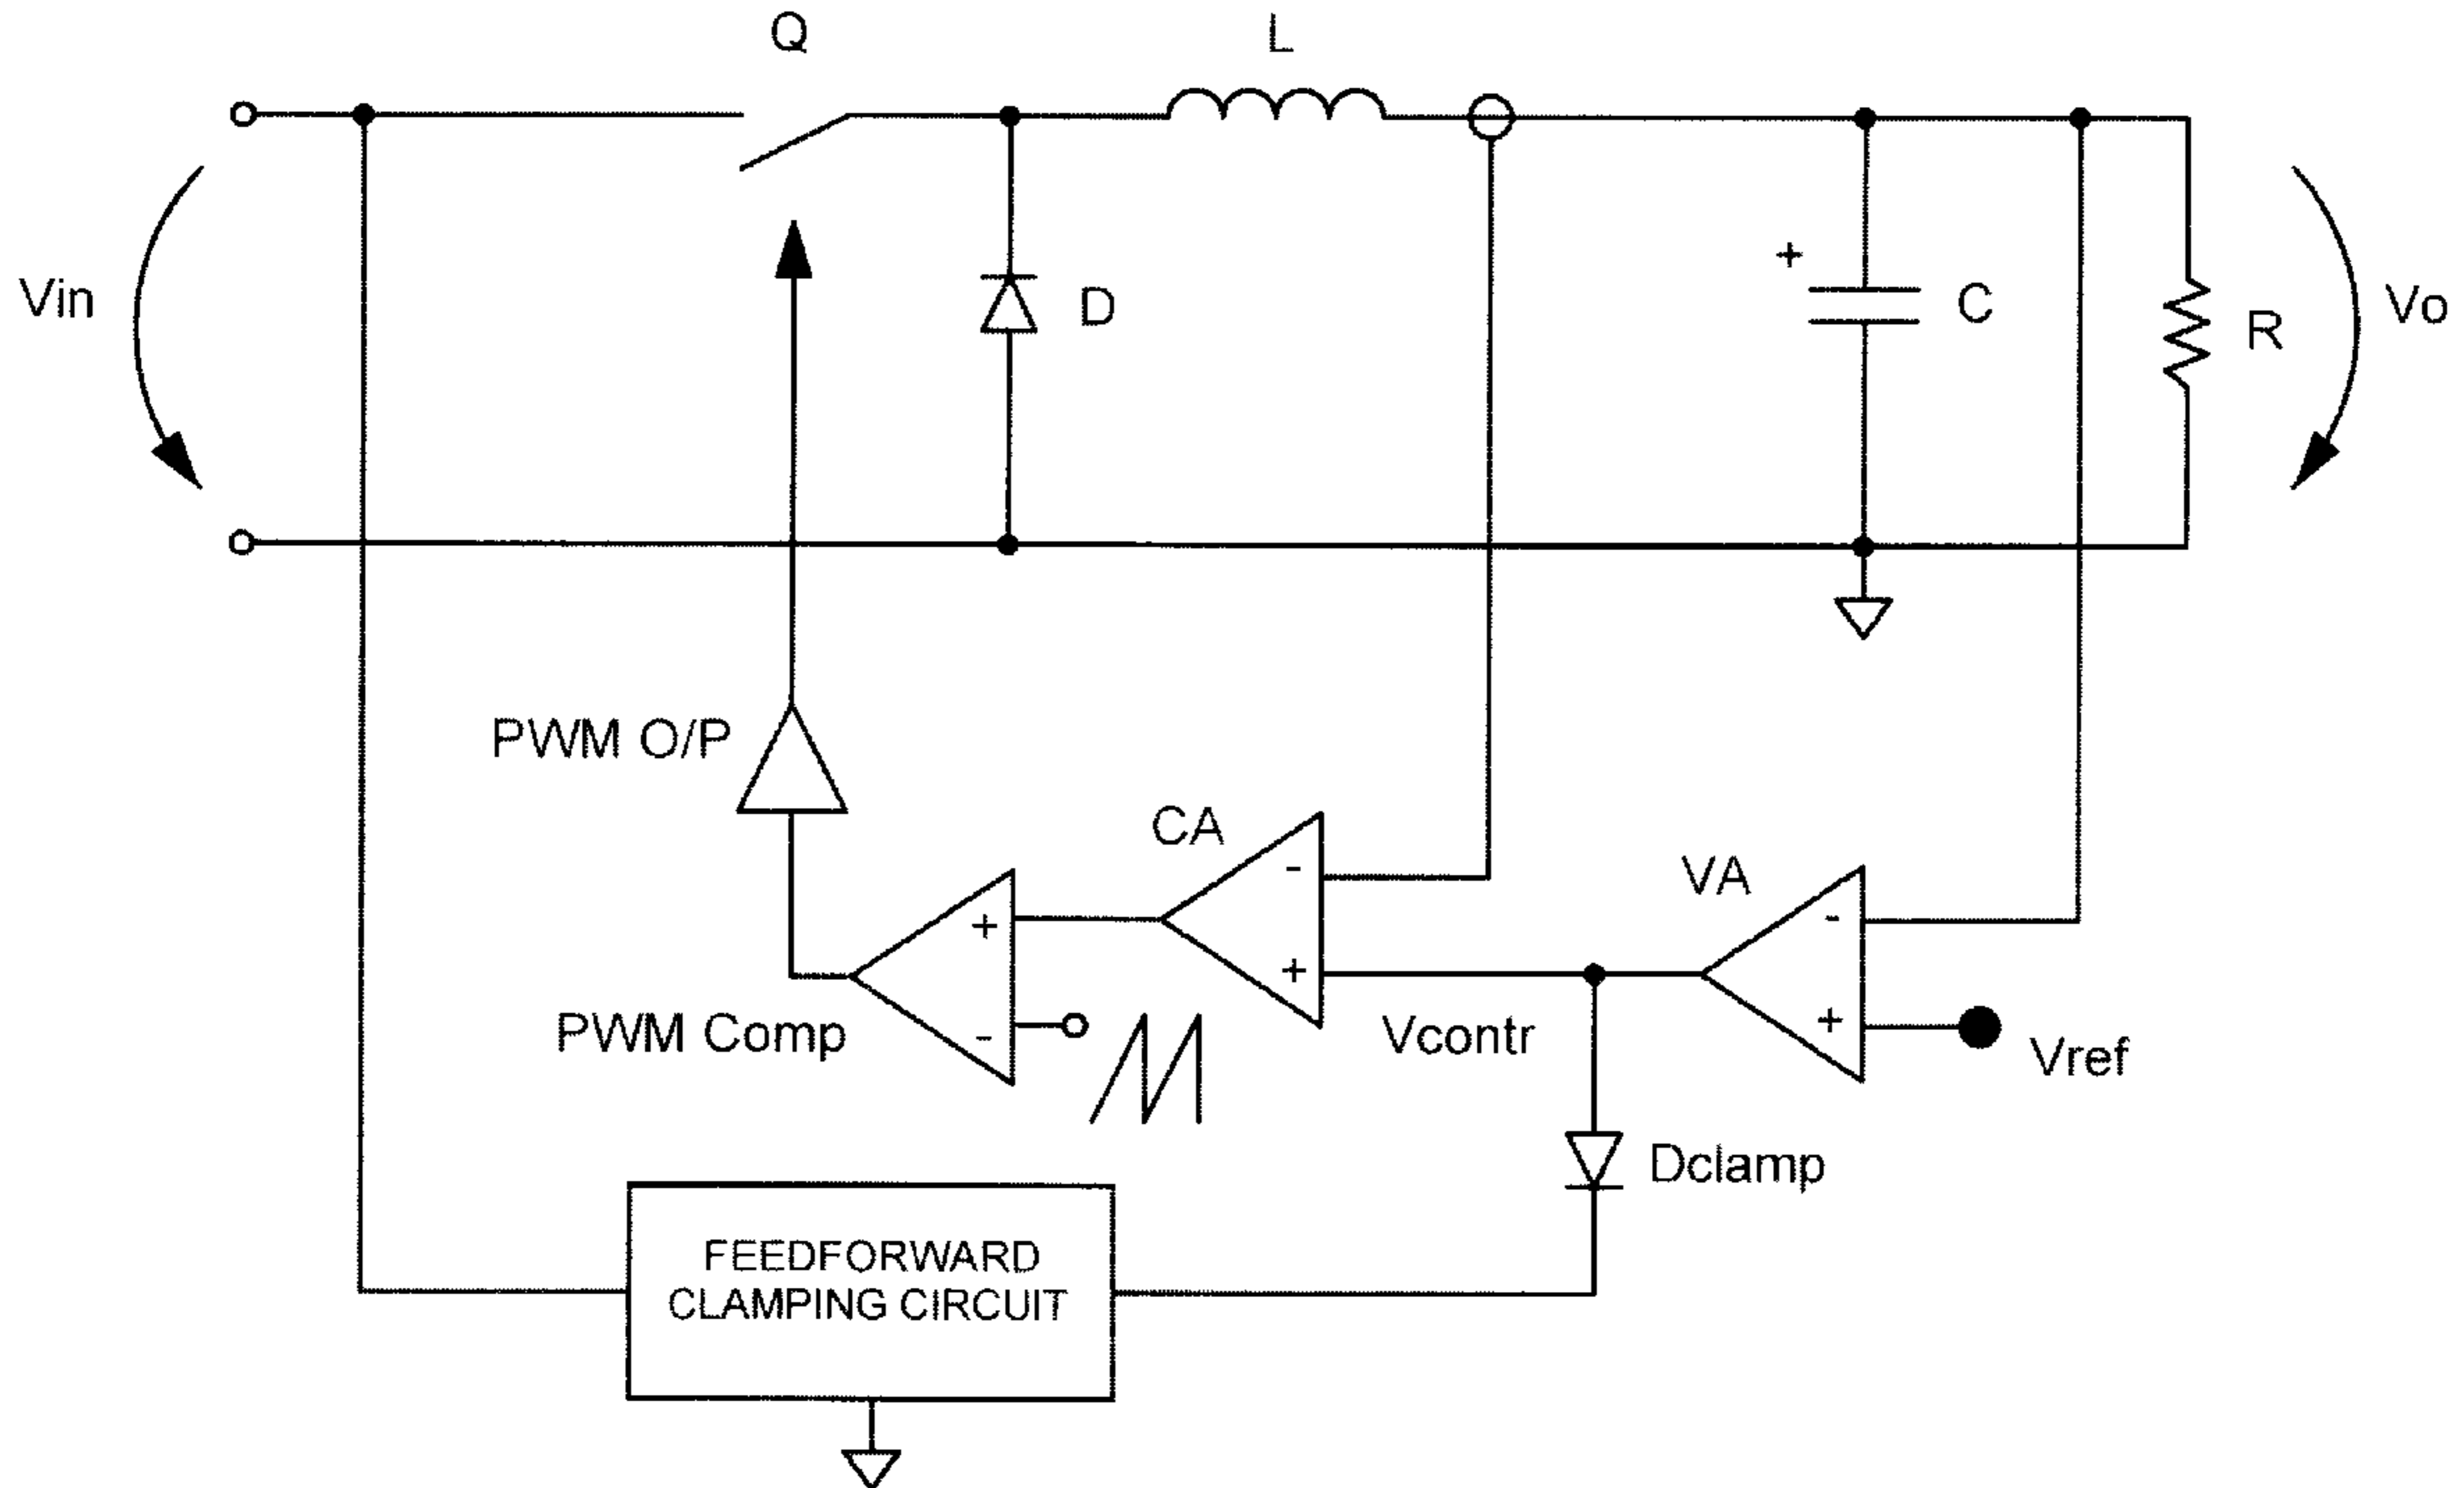 Q
L
Vin
+
D
C
R
Vo
PWM O/P
CA
-
+
VA
-
+
+
-
PWM Comp
Vcontr
Vref
Dclamp
FEEDFORWARD
CLAMPING CIRCUIT